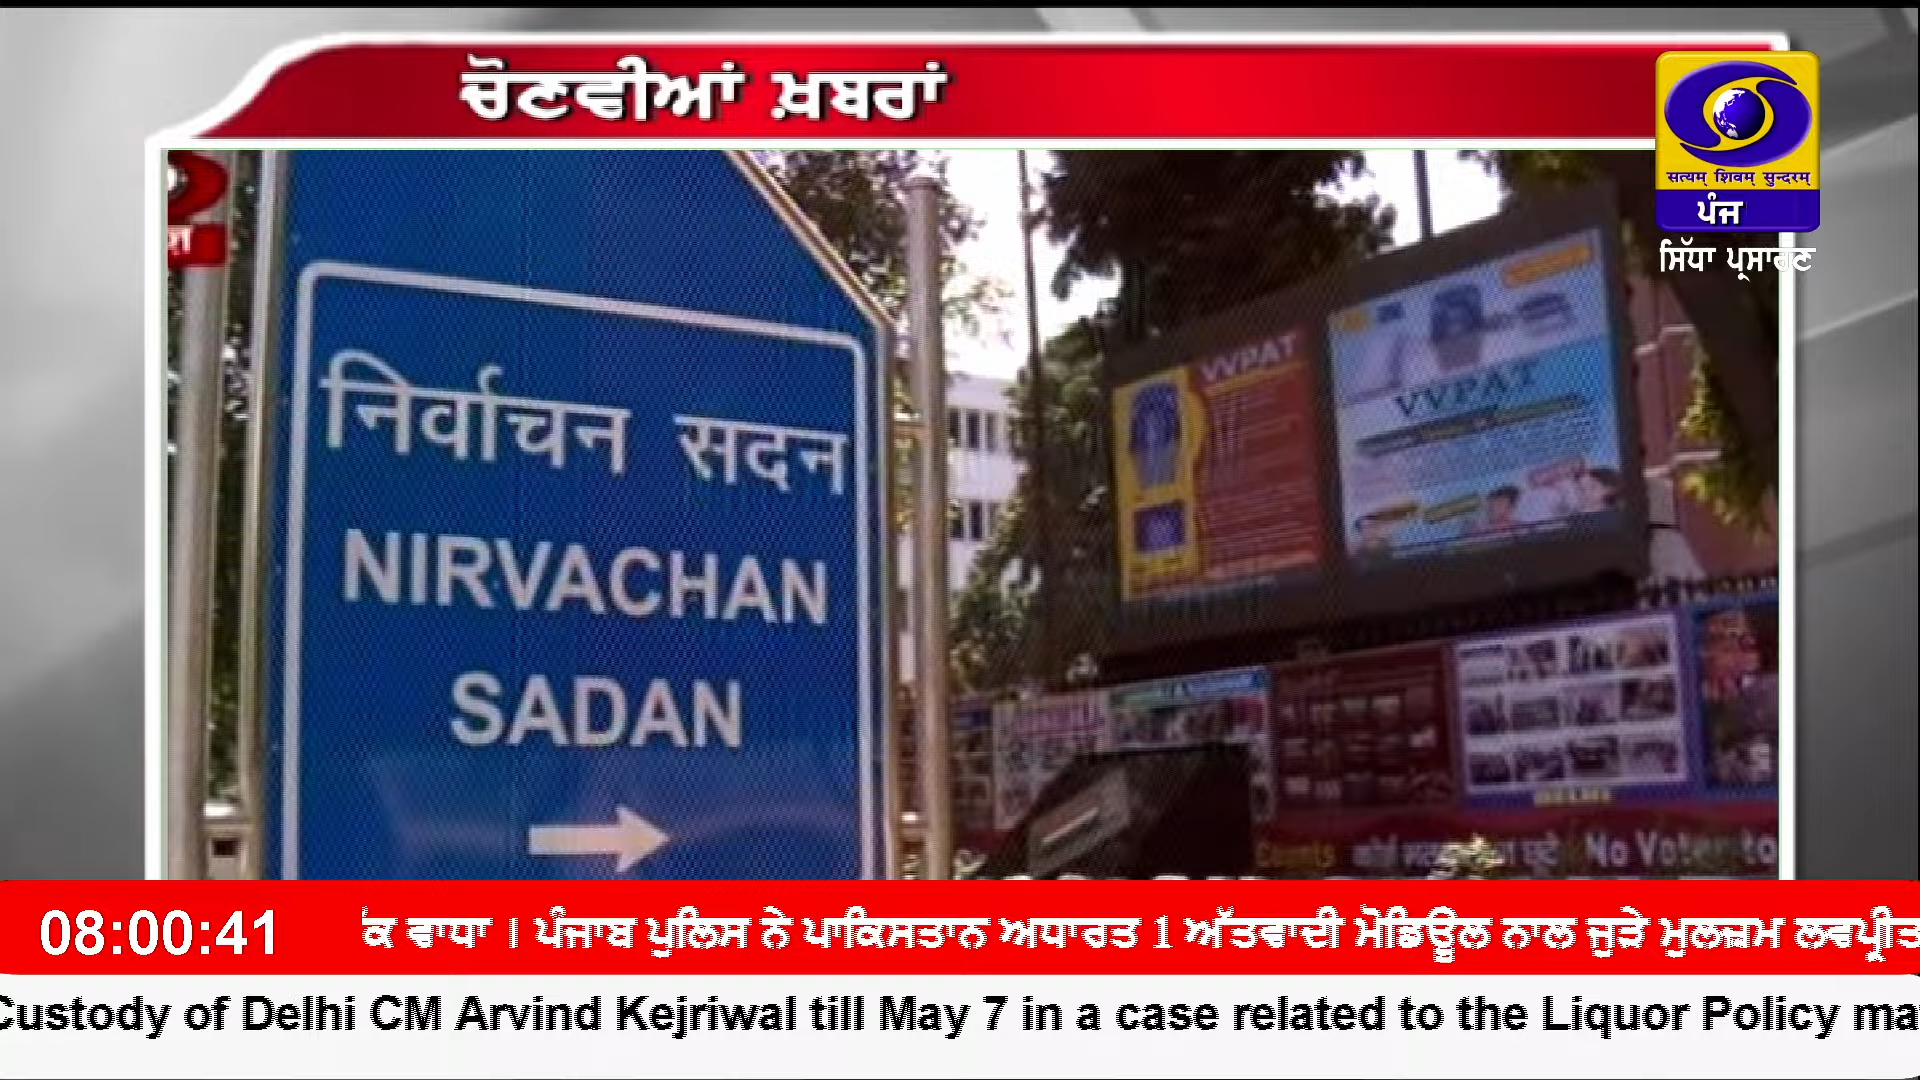 ਚੋਣਵੀਆਂ ਖ਼ਬਰਾਂ
सत्यम् शिवम् सुन्दरम्
ਪੰਜ
ਸਿੱਧਾ ਪ੍ਰਸਾਰਣ
निर्वाचन सदन
NIRVACHAN
SADAN
VVPAT
VVPAT
No Voter to
08:00:41
ਕ ਵਾਧਾ । ਪੰਜਾਬ ਪੁਲਿਸ ਨੇ ਪਾਕਿਸਤਾਨ ਅਧਾਰਤ 1 ਅੱਤਵਾਦੀ ਮੋਡਿਊਲ ਨਾਲ ਜੁੜੇ ਮੁਲਜ਼ਮ ਲਵਪ੍ਰੀਤ
Custody of Delhi CM Arvind Kejriwal till May 7 in a case related to the Liquor Policy ma